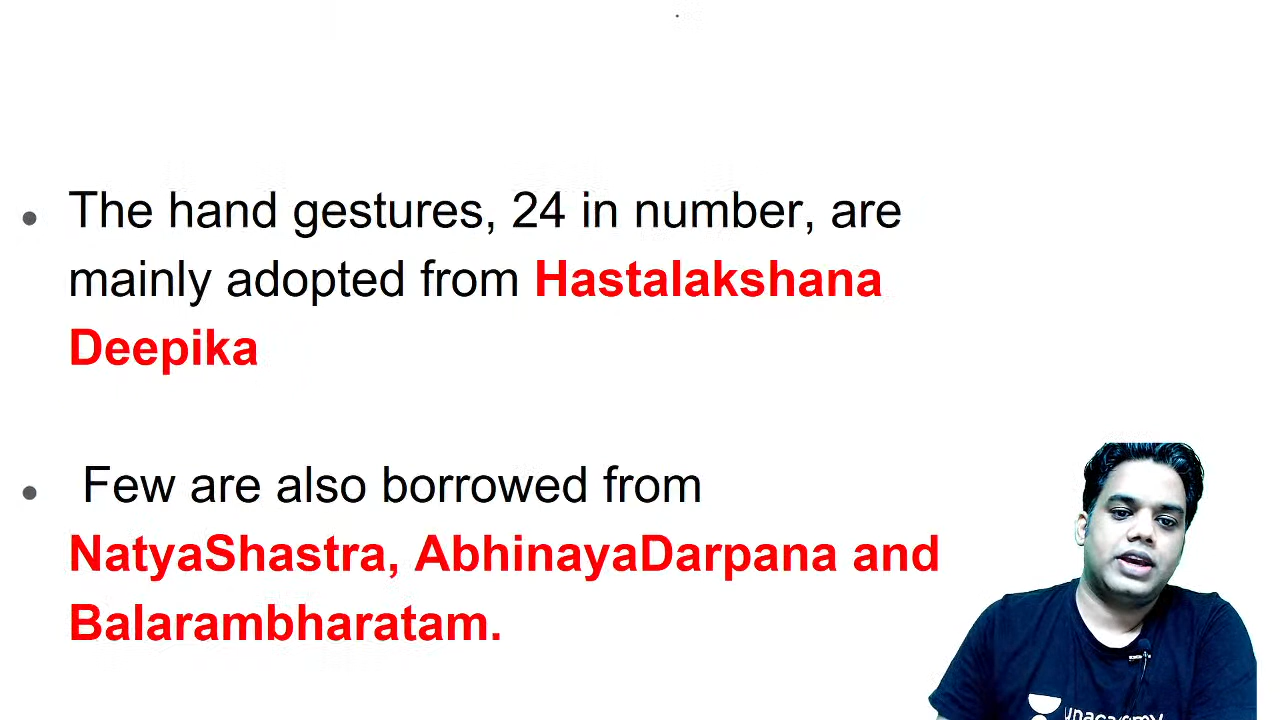 The hand gestures, 24 in number, are
mainly adopted from Hastalakshana
Deepika
Few are also borrowed from
NatyaShastra, AbhinayaDarpana and
Balarambharatam.
unacademy